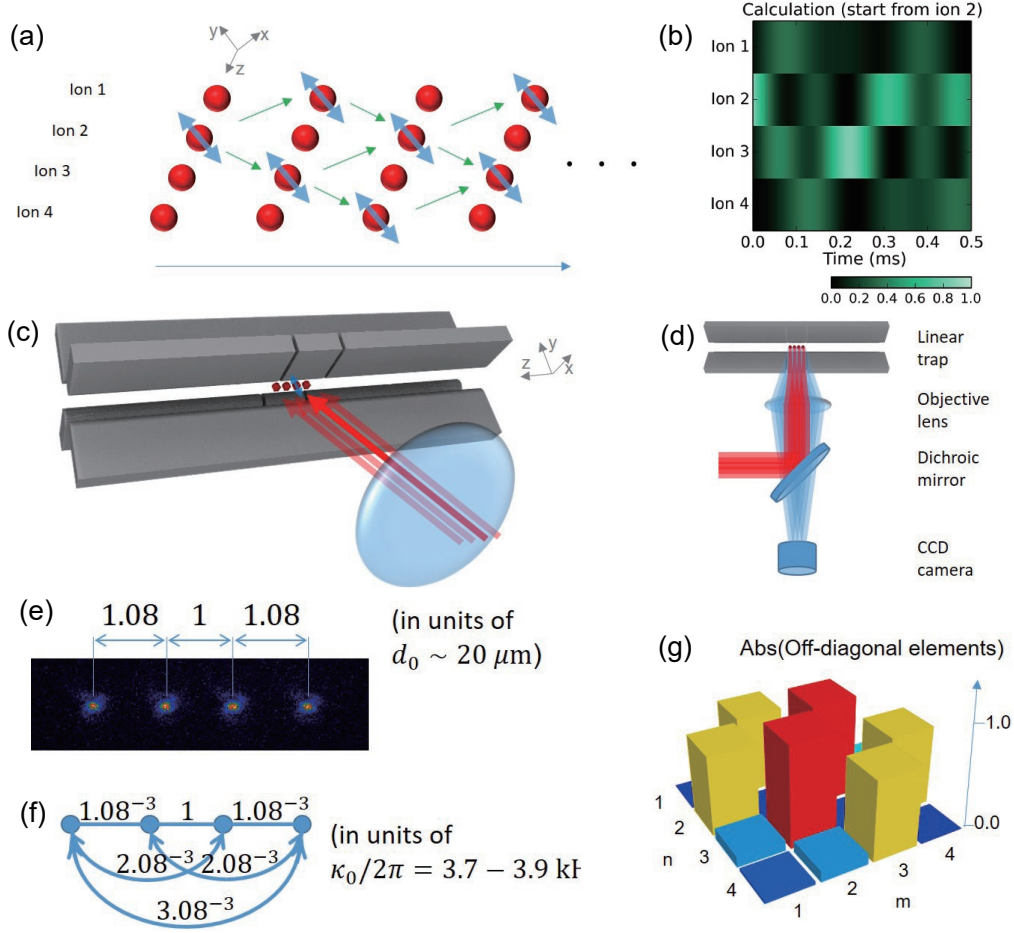 (a)
y
x
z
Ion 1
Ion 2
Ion 3
Ion 4
. . .
(b)
Calculation (start from ion 2)
Ion 1
Ion 2
Ion 3
Ion 4
0.0 0.1 0.2 0.3 0.4 0.5
Time (ms)
0.0 0.2 0.4 0.6 0.8 1.0
(c)
y
z
x
(d)
Linear
trap
Objective
lens
Dichroic
mirror
CCD
camera
(e)
1.08 1 1.08
(in units of
d₀ ~ 20 μm)
(f)
1.08⁻³ 1 1.08⁻³
2.08⁻³ 2.08⁻³
3.08⁻³
(in units of
κ₀/2π = 3.7 − 3.9 kH
(g)
Abs(Off-diagonal elements)
1.0
0.0
1
2
n 3
4
1
2
3 m
4